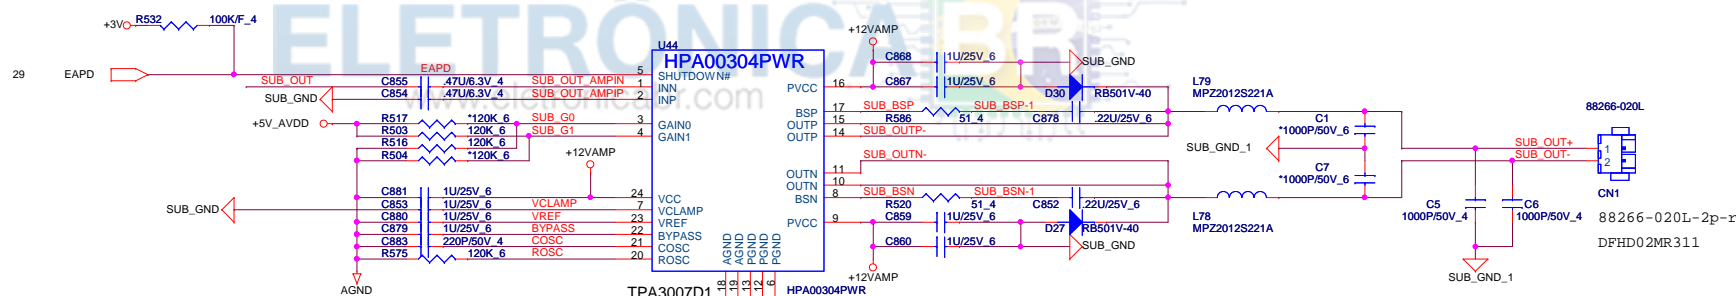 ELETRÔNICA BR
www.eletronicabr.com
+3V R532 100K/F_4
29 EAPD
EAPD
SUB_OUT C855 .47U/6.3V_4 SUB_OUT_AMPIN
SUB_GND C854 .47U/6.3V_4 SUB_OUT_AMPIP
+5V_AVDD R517 *120K_6 SUB_G0
R503 120K_6 SUB_G1
R516 120K_6
R504 *120K_6
+12VAMP
C881 1U/25V_6
SUB_GND C853 1U/25V_6 VCLAMP
C880 1U/25V_6 VREF
C879 1U/25V_6 BYPASS
C883 220P/50V_4 COSC
R575 120K_6 ROSC
AGND
U44
HPA00304PWR
5 SHUTDOWN#
1 INN
2 INP
3 GAIN0
4 GAIN1
24 VCC
7 VCLAMP
23 VREF
22 BYPASS
21 COSC
20 ROSC
PVCC 16
BSP 17
OUTP 15
OUTP 14
OUTN 11
OUTN 10
BSN 8
PVCC 9
AGND AGND PGND PGND PGND
18 19 13 12 6
TPA3007D1 HPA00304PWR
+12VAMP
C868 1U/25V_6 SUB_GND
C867 1U/25V_6
D30 RB501V-40
SUB_BSP SUB_BSP-1
R586 51_4 C878 .22U/25V_6
SUB_OUTP-
SUB_OUTN-
SUB_BSN SUB_BSN-1
R520 51_4 C852 .22U/25V_6
C859 1U/25V_6
D27 RB501V-40
C860 1U/25V_6 SUB_GND
+12VAMP
L79
MPZ2012S221A
L78
MPZ2012S221A
C1
*1000P/50V_6
SUB_GND_1
C7
*1000P/50V_6
C5
1000P/50V_4
C6
1000P/50V_4
SUB_GND_1
88266-020L
SUB_OUT+ 1
SUB_OUT- 2
CN1
88266-020L-2p-r
DFHD02MR311